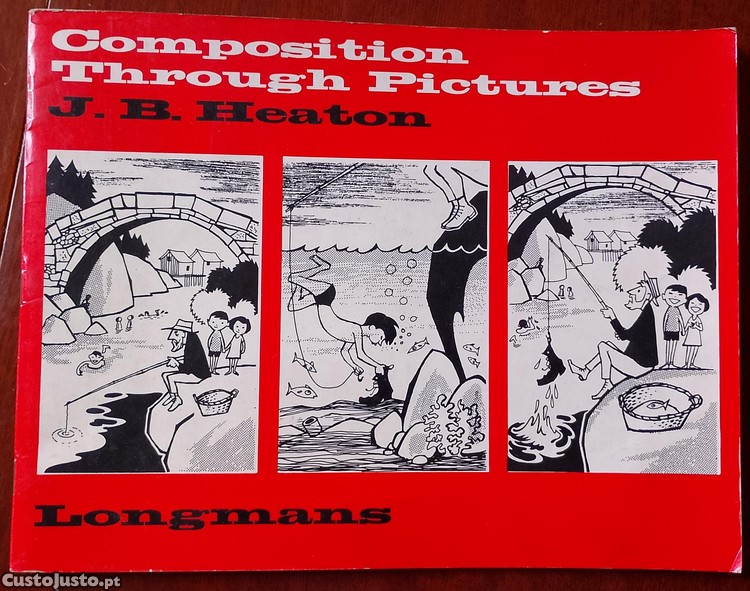 Composition
Through Pictures
J. B. Heaton
Longmans
CustoJusto.pt